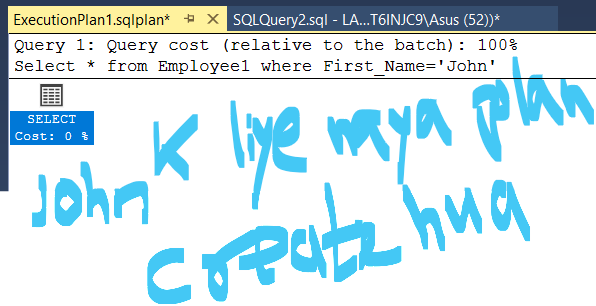 ExecutionPlan1.sqlplan* SQLQuery2.sql - LA...T6INJC9\Asus (52))*
Query 1: Query cost (relative to the batch): 100%
Select * from Employee1 where First_Name='John'
SELECT
Cost: 0 %
John k liye naya plan
create hua